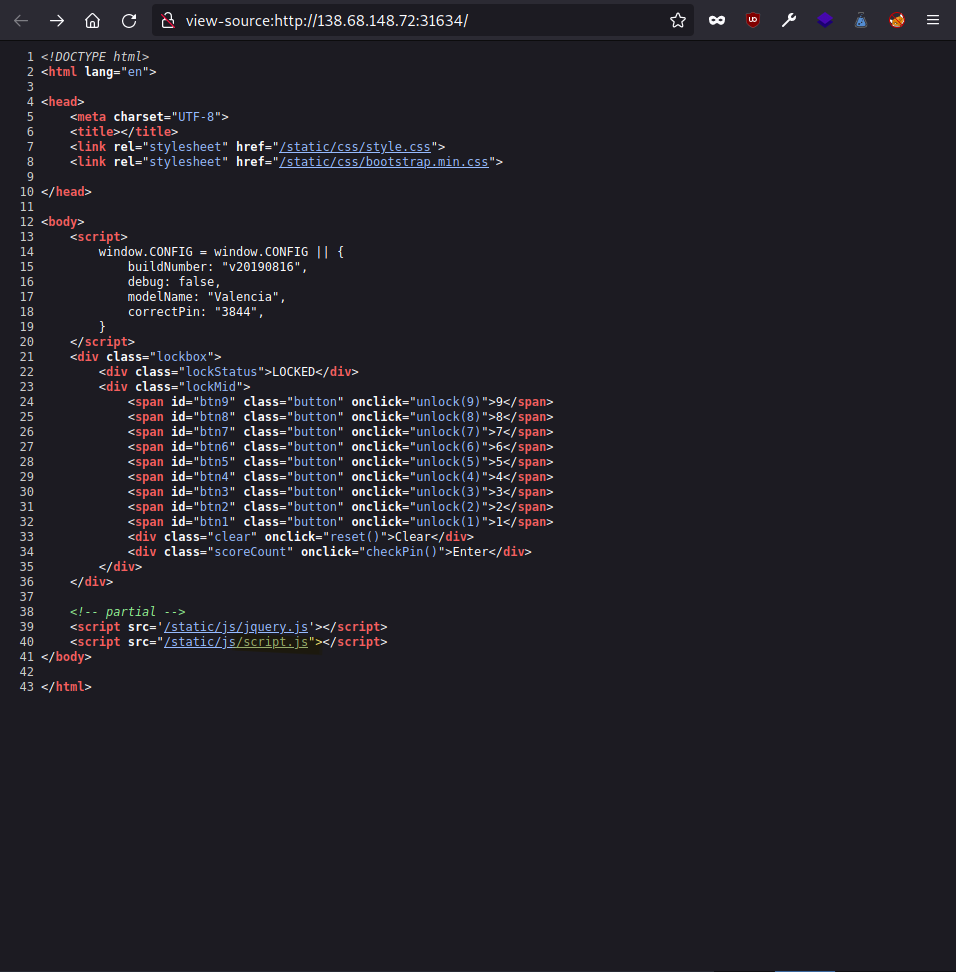 view-source:http://138.68.148.72:31634/
1 <!DOCTYPE html>
2 <html lang="en">
3
4 <head>
5     <meta charset="UTF-8">
6     <title></title>
7     <link rel="stylesheet" href="/static/css/style.css">
8     <link rel="stylesheet" href="/static/css/bootstrap.min.css">
9
10 </head>
11
12 <body>
13     <script>
14         window.CONFIG = window.CONFIG || {
15             buildNumber: "v20190816",
16             debug: false,
17             modelName: "Valencia",
18             correctPin: "3844",
19         }
20     </script>
21     <div class="lockbox">
22         <div class="lockStatus">LOCKED</div>
23         <div class="lockMid">
24             <span id="btn9" class="button" onclick="unlock(9)">9</span>
25             <span id="btn8" class="button" onclick="unlock(8)">8</span>
26             <span id="btn7" class="button" onclick="unlock(7)">7</span>
27             <span id="btn6" class="button" onclick="unlock(6)">6</span>
28             <span id="btn5" class="button" onclick="unlock(5)">5</span>
29             <span id="btn4" class="button" onclick="unlock(4)">4</span>
30             <span id="btn3" class="button" onclick="unlock(3)">3</span>
31             <span id="btn2" class="button" onclick="unlock(2)">2</span>
32             <span id="btn1" class="button" onclick="unlock(1)">1</span>
33             <div class="clear" onclick="reset()">Clear</div>
34             <div class="scoreCount" onclick="checkPin()">Enter</div>
35         </div>
36     </div>
37
38     <!-- partial -->
39     <script src='/static/js/jquery.js'></script>
40     <script src="/static/js/script.js"></script>
41 </body>
42
43 </html>